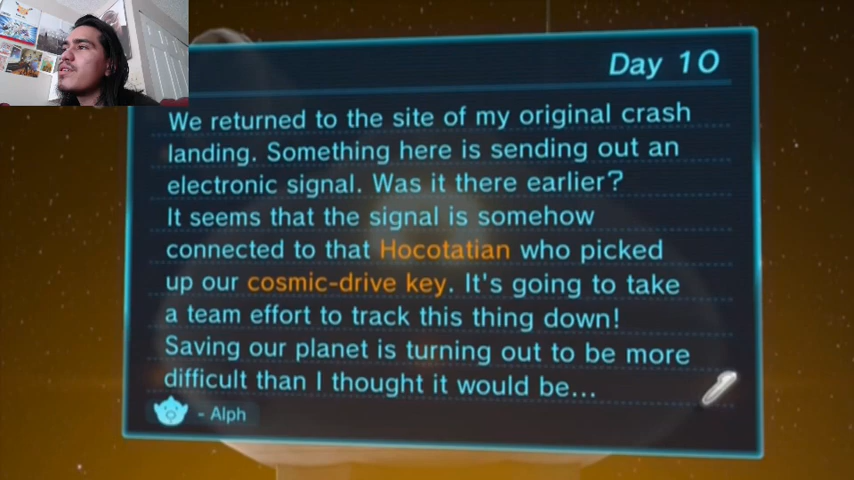 Day 10
We returned to the site of my original crash
landing. Something here is sending out an
electronic signal. Was it there earlier?
It seems that the signal is somehow
connected to that Hocotatian who picked
up our cosmic-drive key. It's going to take
a team effort to track this thing down!
Saving our planet is turning out to be more
difficult than I thought it would be...
- Alph